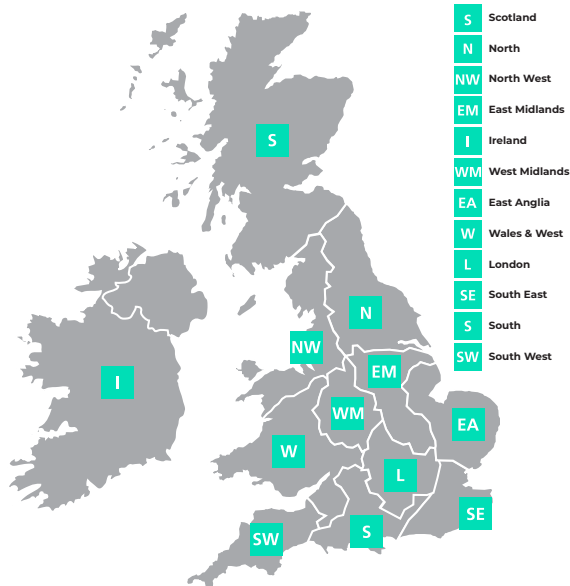 S Scotland
N North
NW North West
EM East Midlands
I Ireland
WM West Midlands
EA East Anglia
W Wales & West
L London
SE South East
S South
SW South West
S
N
NW
EM
I
WM
EA
W
L
SE
S
SW